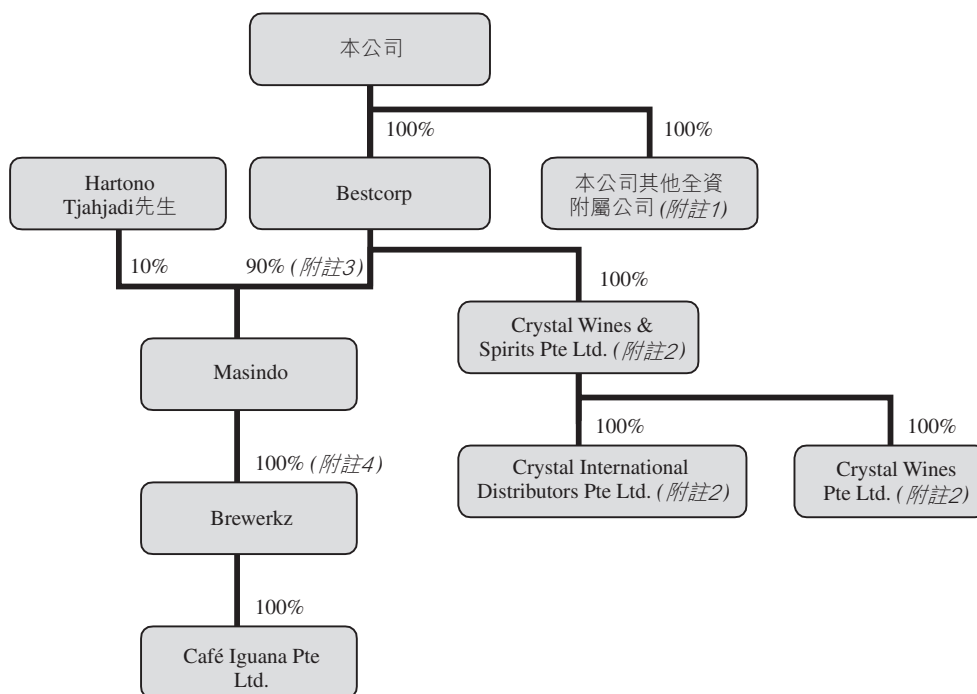 本公司
100%
100%
Hartono
Tjahjadi先生
Bestcorp
本公司其他全資
附屬公司(附註1)
10%
90%(附註3)
100%
Masindo
Crystal Wines &
Spirits Pte Ltd.(附註2)
100%(附註4)
100%
100%
Brewerkz
Crystal International
Distributors Pte Ltd.(附註2)
Crystal Wines
Pte Ltd.(附註2)
100%
Café Iguana Pte
Ltd.